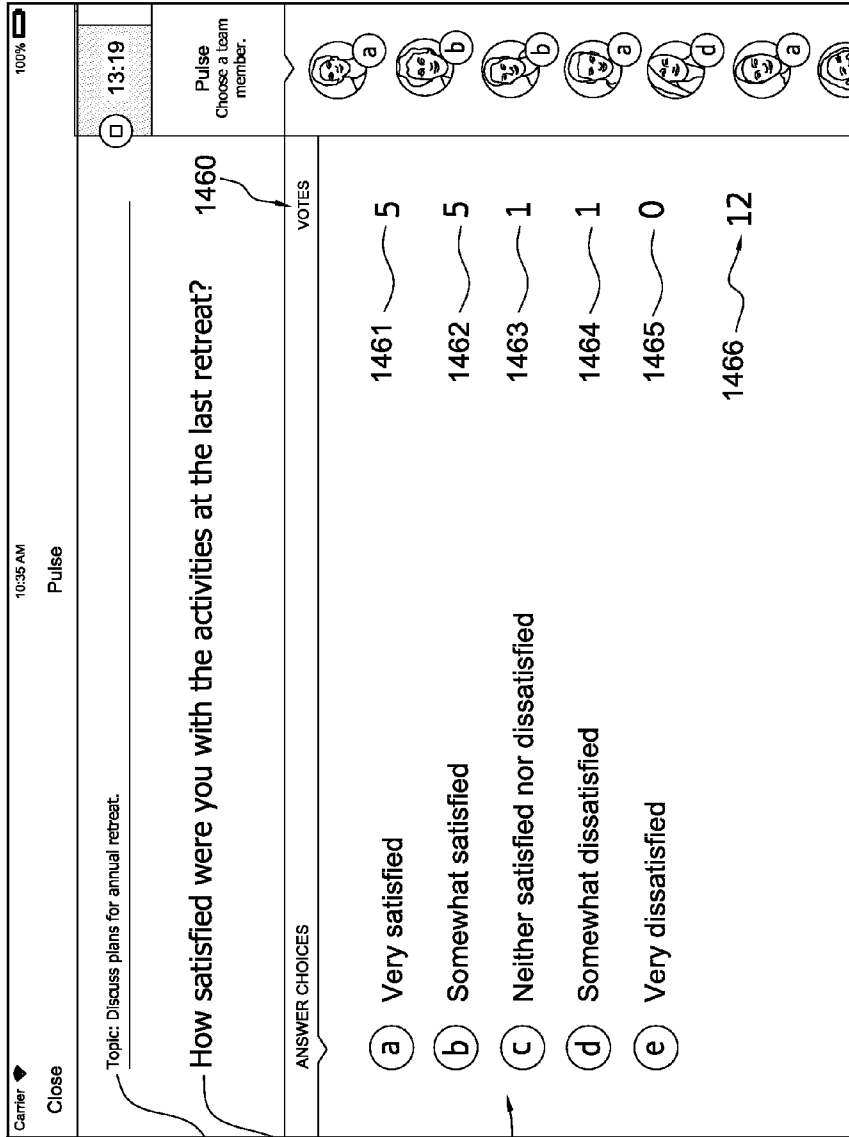 Carrier 10:35 AM 100%
Close Pulse
Topic: Discuss plans for annual retreat.
13:19
How satisfied were you with the activities at the last retreat?
1460
Pulse
Choose a team
member.
ANSWER CHOICES VOTES
a Very satisfied 1461 5
b Somewhat satisfied 1462 5
c Neither satisfied nor dissatisfied 1463 1
d Somewhat dissatisfied 1464 1
e Very dissatisfied 1465 0
1466 12
a
b
b
a
d
a